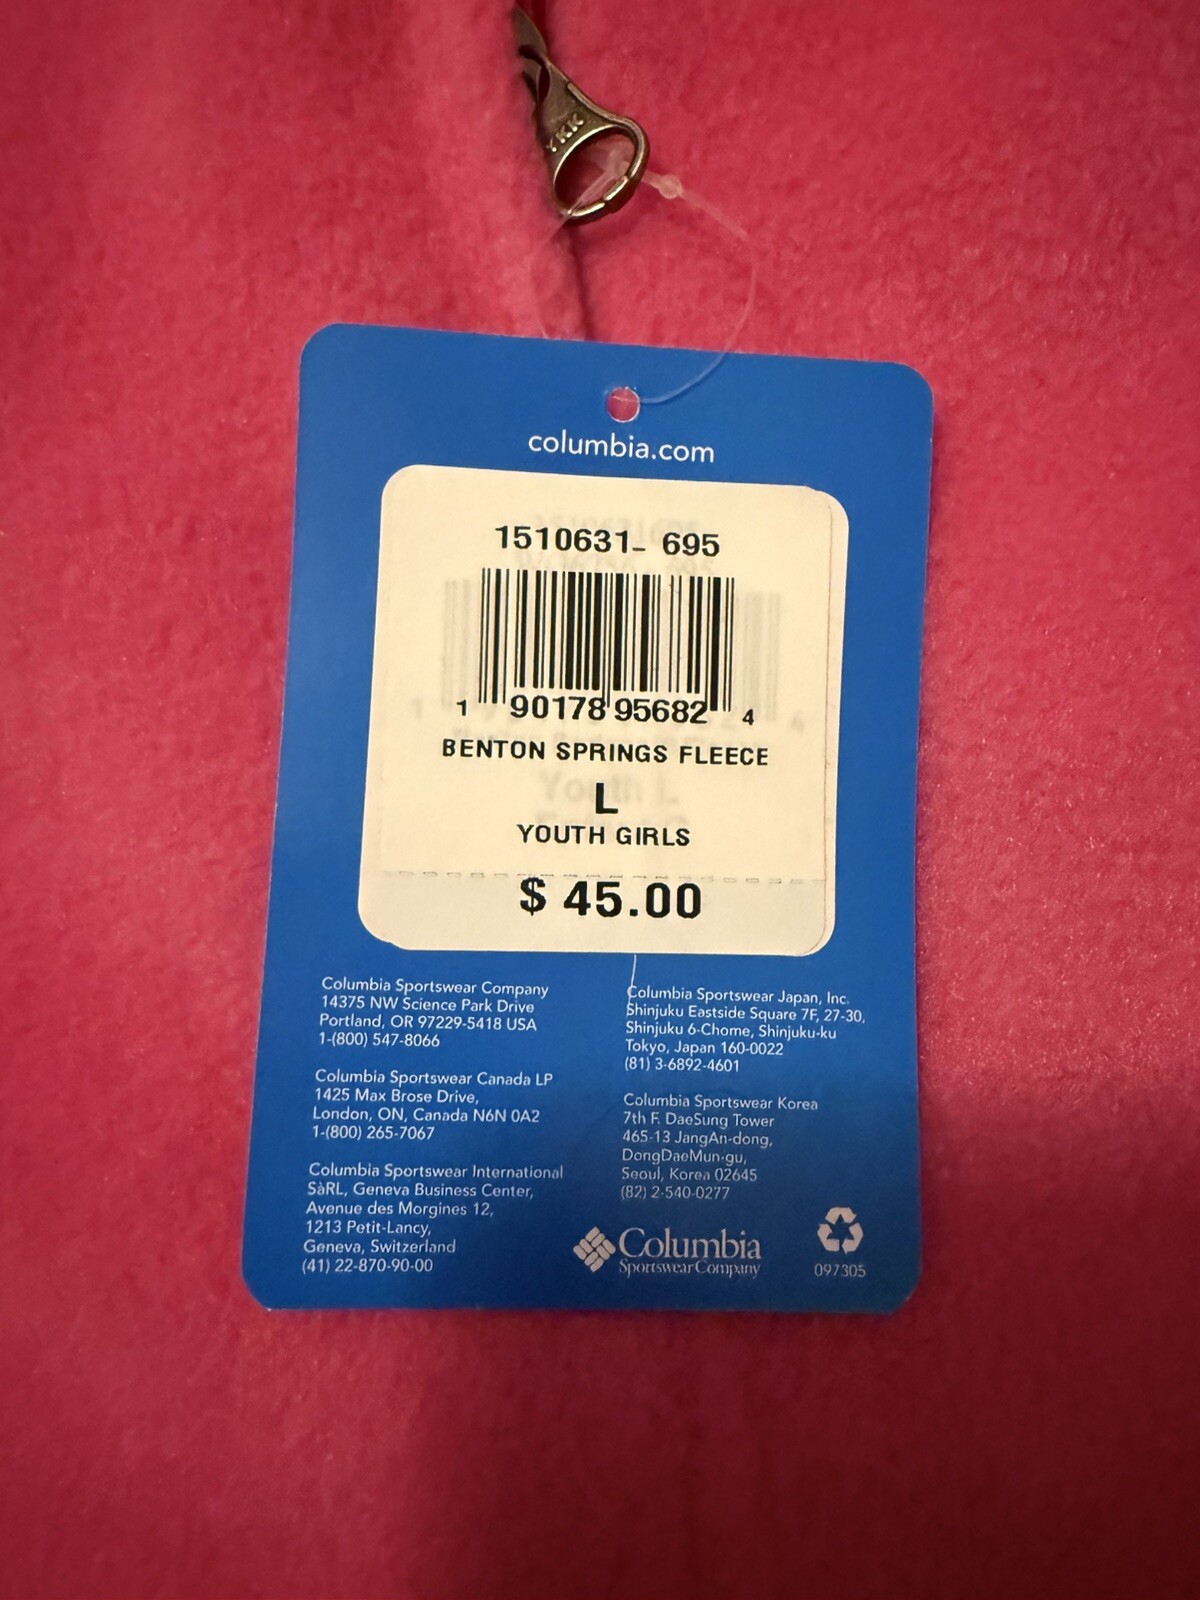 YKK
columbia.com
1510631- 695
1 90178 95682 4
BENTON SPRINGS FLEECE
L
YOUTH GIRLS
$ 45.00
Columbia Sportswear Company
14375 NW Science Park Drive
Portland, OR 97229-5418 USA
1-(800) 547-8066
Columbia Sportswear Canada LP
1425 Max Brose Drive,
London, ON, Canada N6N 0A2
1-(800) 265-7067
Columbia Sportswear International
SàRL, Geneva Business Center,
Avenue des Morgines 12,
1213 Petit-Lancy,
Geneva, Switzerland
(41) 22-870-90-00
Columbia Sportswear Japan, Inc.
Shinjuku Eastside Square 7F, 27-30,
Shinjuku 6-Chome, Shinjuku-ku
Tokyo, Japan 160-0022
(81) 3-6892-4601
Columbia Sportswear Korea
7th F. DaeSung Tower
465-13 JangAn-dong,
DongDaeMun-gu,
Seoul, Korea 02645
(82) 2-540-0277
Columbia
Sportswear Company
097305